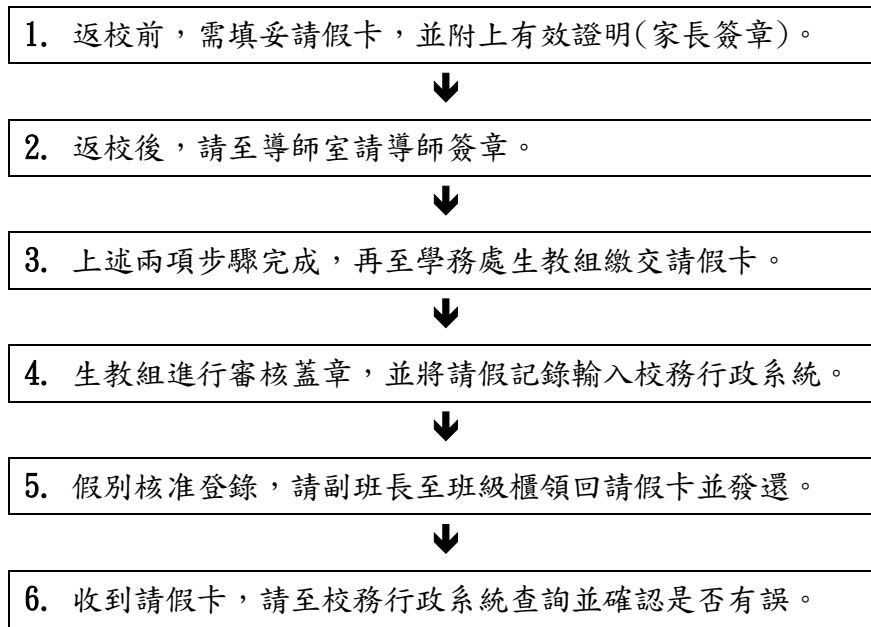 1. 返校前，需填妥請假卡，並附上有效證明(家長簽章)。
2. 返校後，請至導師室請導師簽章。
3. 上述兩項步驟完成，再至學務處生教組繳交請假卡。
4. 生教組進行審核蓋章，並將請假記錄輸入校務行政系統。
5. 假別核准登錄，請副班長至班級櫃領回請假卡並發還。
6. 收到請假卡，請至校務行政系統查詢並確認是否有誤。